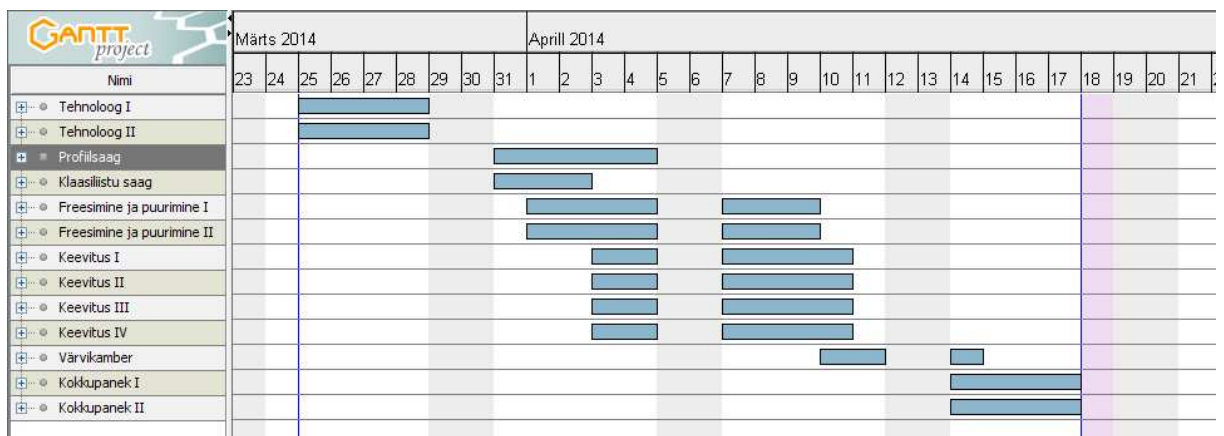 GANTT
project
Märts 2014
Aprill 2014
Nimi
23 24 25 26 27 28 29 30 31 1 2 3 4 5 6 7 8 9 10 11 12 13 14 15 16 17 18 19 20 21
Tehnoloog I
Tehnoloog II
Profiilsaag
Klaasiliistu saag
Freesimine ja puurimine I
Freesimine ja puurimine II
Keevitus I
Keevitus II
Keevitus III
Keevitus IV
Värvikamber
Kokkupanek I
Kokkupanek II